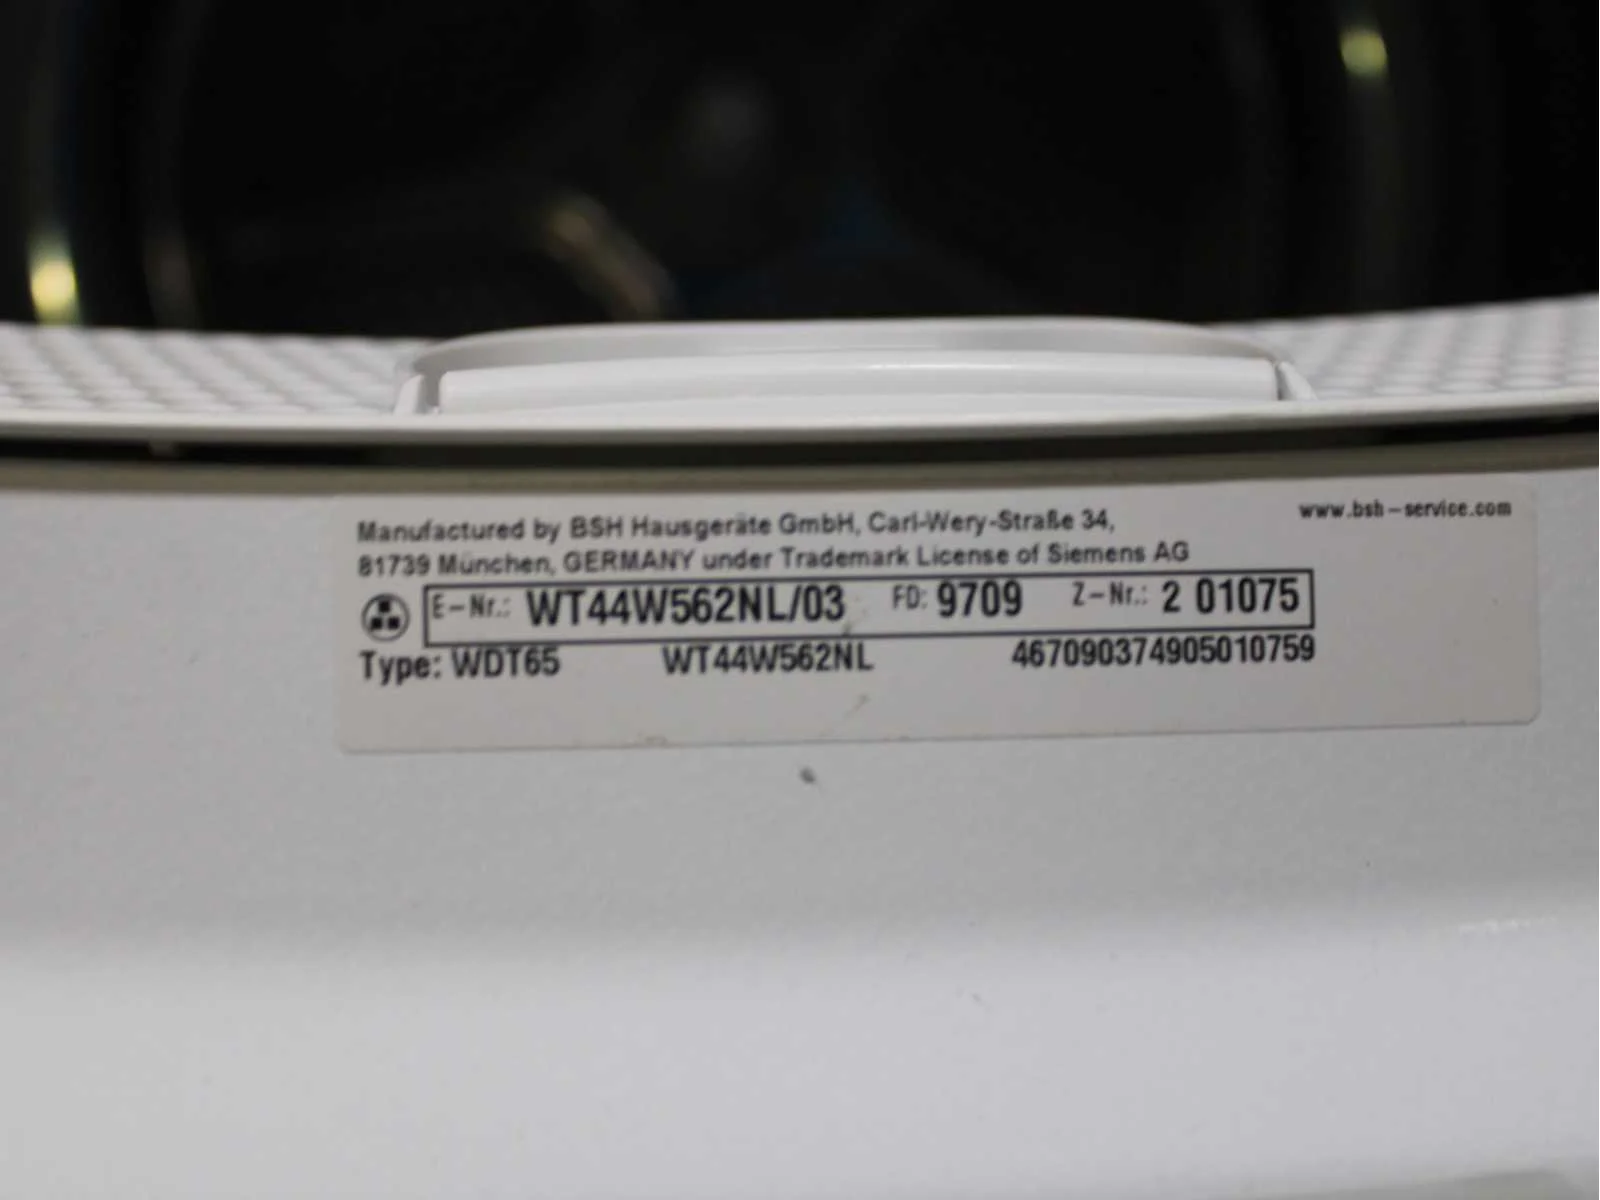 Manufactured by BSH Hausgeräte GmbH, Carl-Wery-Straße 34,
www.bsh-service.com
81739 München, GERMANY under Trademark License of Siemens AG
E-Nr.: WT44W562NL/03 FD: 9709 Z-Nr.: 2 01075
Type: WDT65 WT44W562NL 467090374905010759